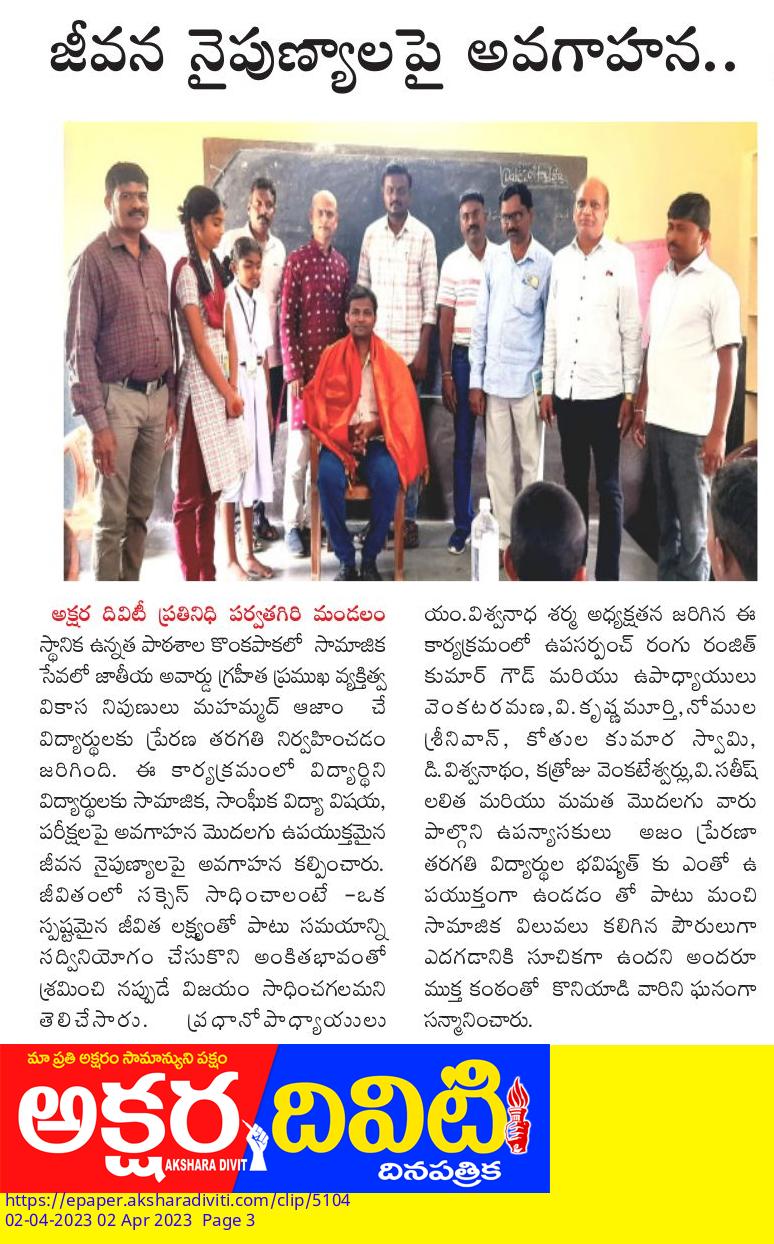 జీవన నైపుణ్యాలపై అవగాహన..
అక్షర దివిటీ ప్రతినిధి పర్వతగిరి మండలం
స్థానిక ఉన్నత పాఠశాల కొంకపాకలో సామాజిక
సేవలో జాతీయ అవార్డు గ్రహీత ప్రముఖ వ్యక్తిత్వ
వికాస నిపుణులు మహమ్మద్ ఆజాం చే
విద్యార్థులకు ప్రేరణ తరగతి నిర్వహించడం
జరిగింది. ఈ కార్యక్రమంలో విద్యార్థిని
విద్యార్థులకు సామాజిక, సాంఘీక విద్యా విషయ,
పరీక్షలపై అవగాహన మొదలగు ఉపయుక్తమైన
జీవన నైపుణ్యాలపై అవగాహన కల్పించారు.
జీవితంలో సక్సెస్ సాధించాలంటే -ఒక
స్పష్టమైన జీవిత లక్ష్యంతో పాటు సమయాన్ని
సద్వినియోగం చేసుకొని అంకితభావంతో
శ్రమించి నప్పుడే విజయం సాధించగలమని
తెలిచేసారు. ప్రధానోపాధ్యాయులు
యం.విశ్వనాధ శర్మ అధ్యక్షతన జరిగిన ఈ
కార్యక్రమంలో ఉపసర్పంచ్ రంగు రంజిత్
కుమార్ గౌడ్ మరియు ఉపాధ్యాయులు
వెంకటరమణ,వి.కృష్ణమూర్తి,నోముల
శ్రీనివాస్, కోతుల కుమార స్వామి,
డి.విశ్వనాథం, కత్రోజు వెంకటేశ్వర్లు,వి.సతీష్
లలిత మరియు మమత మొదలగు వారు
పాల్గొని ఉపన్యాసకులు అజం ప్రేరణా
తరగతి విద్యార్థుల భవిష్యత్ కు ఎంతో ఉ
పయుక్తంగా ఉండడం తో పాటు మంచి
సామాజిక విలువలు కలిగిన పౌరులుగా
ఎదగడానికి సూచికగా ఉందని అందరూ
ముక్త కంఠంతో కొనియాడి వారిని ఘనంగా
సన్మానించారు.
మా ప్రతి అక్షరం సామాన్యుని పక్షం
అక్షర దివిటీ
AKSHARA DIVIT
దినపత్రిక
https://epaper.aksharadiviti.com/clip/5104
02-04-2023 02 Apr 2023 Page 3